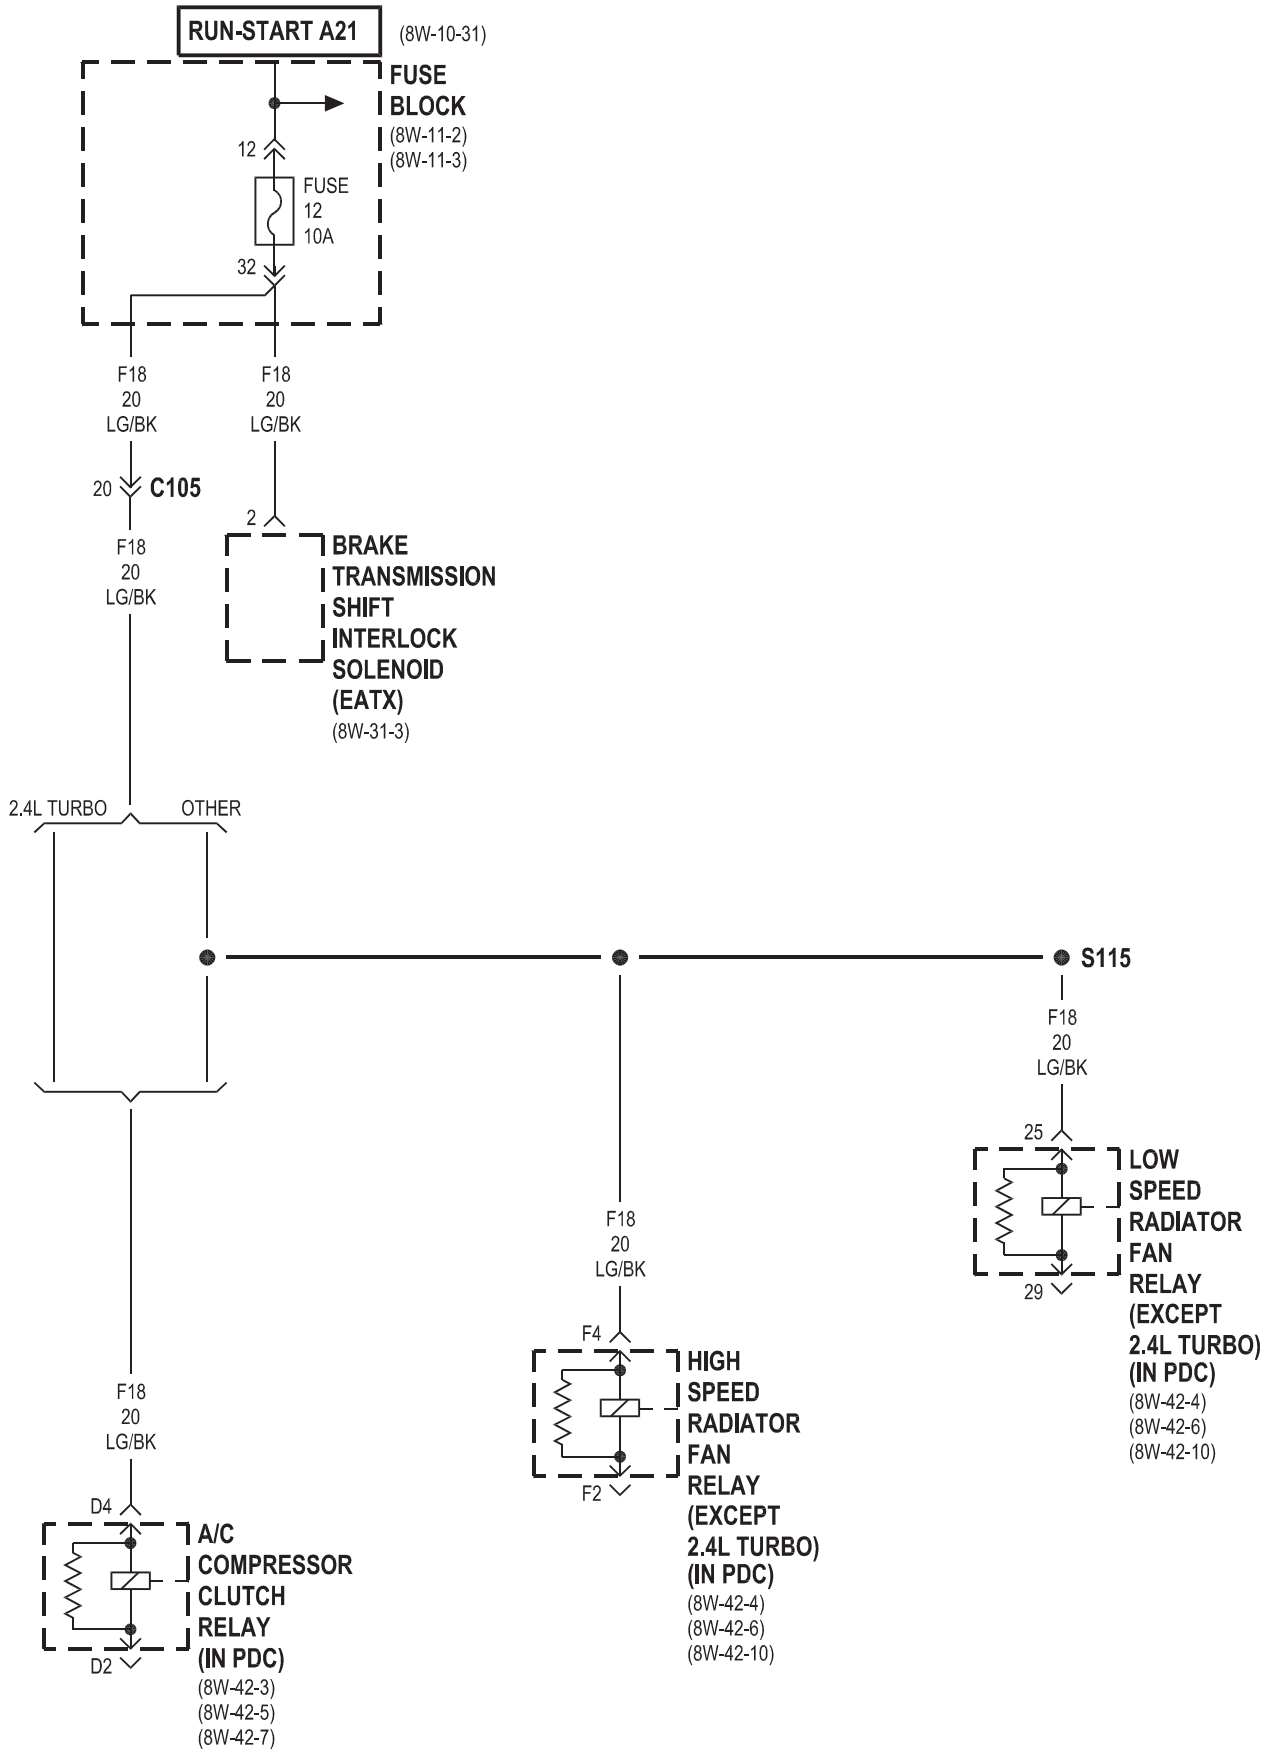 RUN-START A21
(8W-10-31)
FUSE
BLOCK
(8W-11-2)
(8W-11-3)
12
FUSE
12
10A
32
F18
20
LG/BK
F18
20
LG/BK
20
C105
F18
20
LG/BK
2
BRAKE
TRANSMISSION
SHIFT
INTERLOCK
SOLENOID
(EATX)
(8W-31-3)
2.4L TURBO
OTHER
S115
F18
20
LG/BK
25
LOW
SPEED
RADIATOR
FAN
RELAY
(EXCEPT
2.4L TURBO)
(IN PDC)
(8W-42-4)
(8W-42-6)
(8W-42-10)
29
F18
20
LG/BK
F4
HIGH
SPEED
RADIATOR
FAN
RELAY
(EXCEPT
2.4L TURBO)
(IN PDC)
(8W-42-4)
(8W-42-6)
(8W-42-10)
F2
F18
20
LG/BK
D4
A/C
COMPRESSOR
CLUTCH
RELAY
(IN PDC)
(8W-42-3)
(8W-42-5)
(8W-42-7)
D2